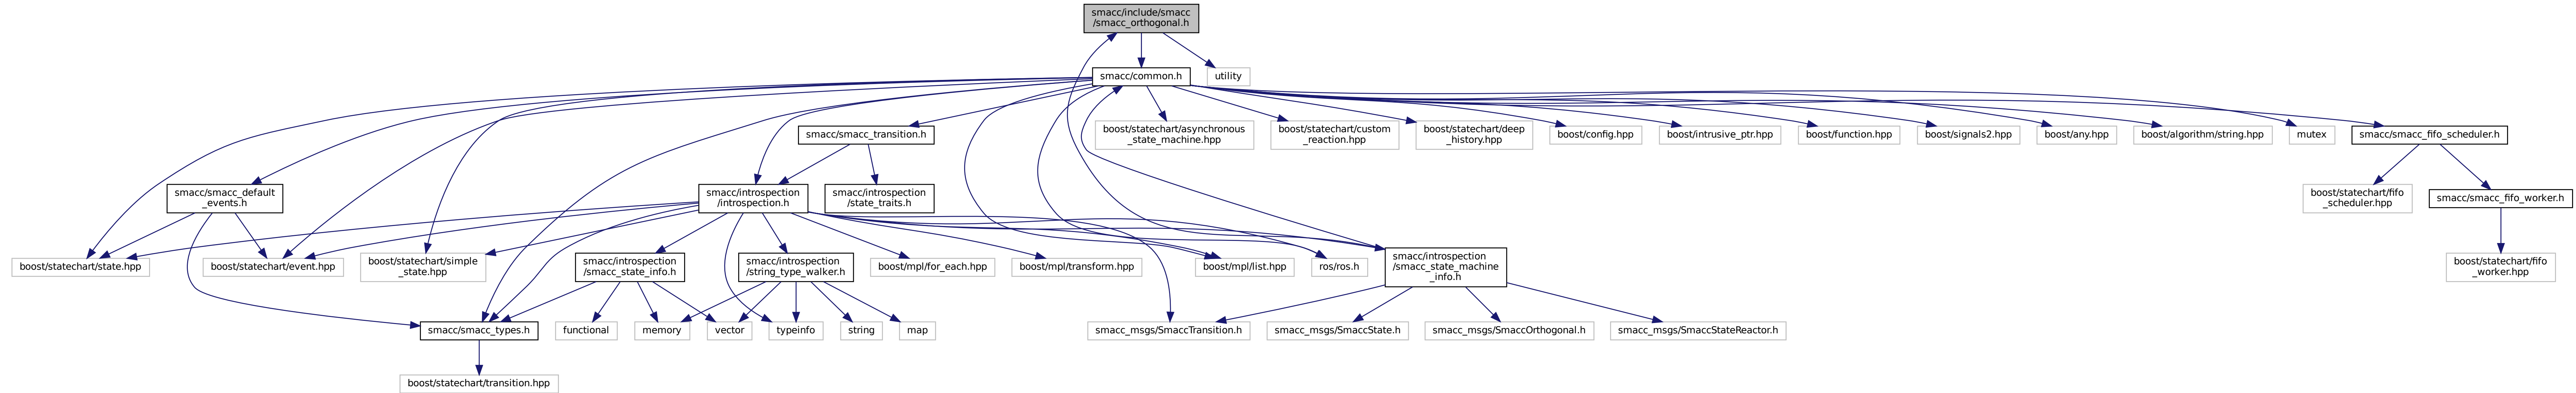 smacc/include/smacc
/smacc_orthogonal.h
smacc/common.h
utility
smacc/smacc_transition.h
boost/statechart/asynchronous
_state_machine.hpp
boost/statechart/custom
_reaction.hpp
boost/statechart/deep
_history.hpp
boost/config.hpp
boost/intrusive_ptr.hpp
boost/function.hpp
boost/signals2.hpp
boost/any.hpp
boost/algorithm/string.hpp
mutex
smacc/smacc_fifo_scheduler.h
smacc/smacc_default
_events.h
smacc/introspection
/introspection.h
smacc/introspection
/state_traits.h
boost/statechart/fifo
_scheduler.hpp
smacc/smacc_fifo_worker.h
boost/statechart/state.hpp
boost/statechart/event.hpp
boost/statechart/simple
_state.hpp
smacc/introspection
/smacc_state_info.h
smacc/introspection
/string_type_walker.h
boost/mpl/for_each.hpp
boost/mpl/transform.hpp
boost/mpl/list.hpp
ros/ros.h
smacc/introspection
/smacc_state_machine
_info.h
boost/statechart/fifo
_worker.hpp
smacc/smacc_types.h
functional
memory
vector
typeinfo
string
map
smacc_msgs/SmaccTransition.h
smacc_msgs/SmaccState.h
smacc_msgs/SmaccOrthogonal.h
smacc_msgs/SmaccStateReactor.h
boost/statechart/transition.hpp